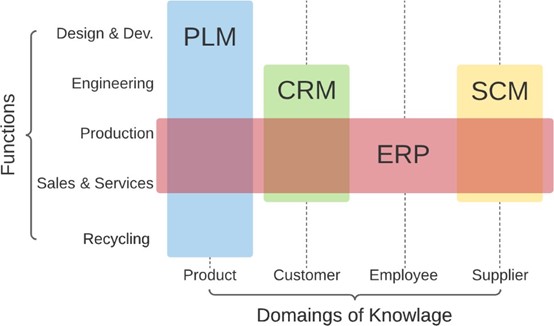 Design & Dev.
PLM
Engineering
CRM
SCM
Production
ERP
Sales & Services
Recycling
Functions
Product
Customer
Employee
Supplier
Domaings of Knowlage